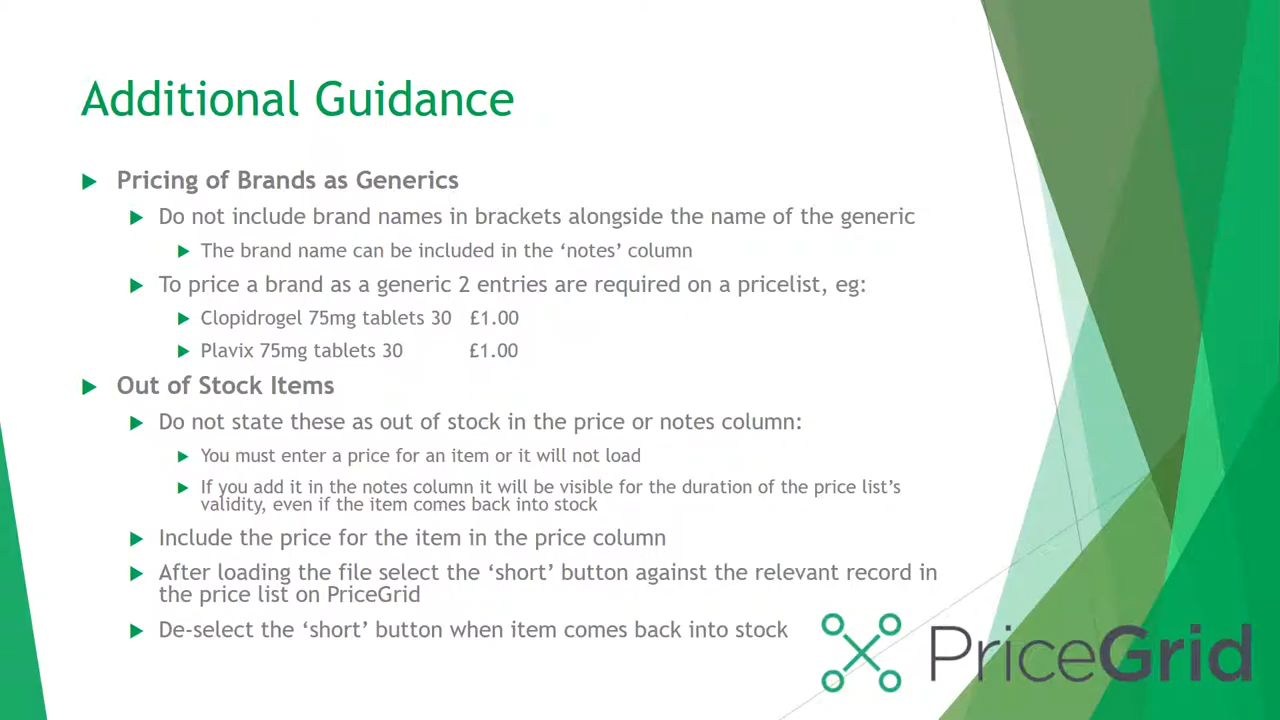 Additional Guidance
Pricing of Brands as Generics
Do not include brand names in brackets alongside the name of the generic
The brand name can be included in the ‘notes’ column
To price a brand as a generic 2 entries are required on a pricelist, eg:
Clopidrogel 75mg tablets 30 £1.00
Plavix 75mg tablets 30 £1.00
Out of Stock Items
Do not state these as out of stock in the price or notes column:
You must enter a price for an item or it will not load
If you add it in the notes column it will be visible for the duration of the price list’s
validity, even if the item comes back into stock
Include the price for the item in the price column
After loading the file select the ‘short’ button against the relevant record in
the price list on PriceGrid
De-select the ‘short’ button when item comes back into stock
PriceGrid